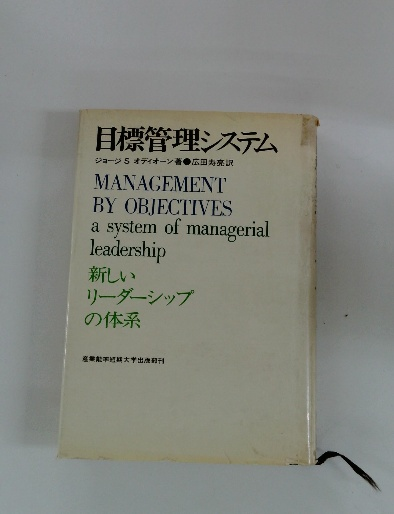 目標管理システム
ジョージ S オディオーン著●広田寿亮訳
MANAGEMENT
BY OBJECTIVES
a system of managerial
leadership
新しい
リーダーシップ
の体系
産業能率短期大学出版部刊